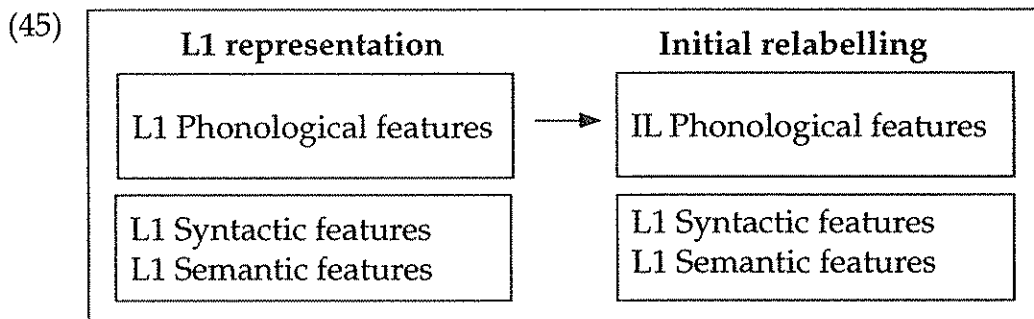 (45)
L1 representation Initial relabelling
L1 Phonological features IL Phonological features
L1 Syntactic features L1 Syntactic features
L1 Semantic features L1 Semantic features